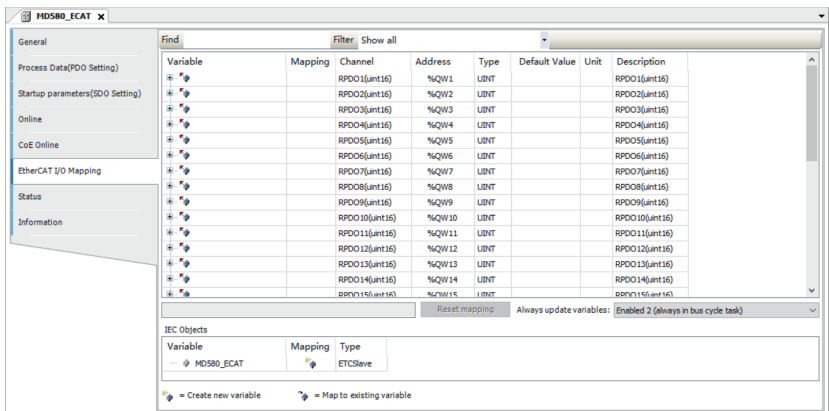 MD580_ECAT X
General
Process Data(PDO Setting)
Startup parameters(SDO Setting)
Online
CoE Online
EtherCAT I/O Mapping
Status
Information
Find Filter Show all
Variable Mapping Channel Address Type Default Value Unit Description
RPDO1(uint16) %QW1 UINT RPDO1(uint16)
RPDO2(uint16) %QW2 UINT RPDO2(uint16)
RPDO3(uint16) %QW3 UINT RPDO3(uint16)
RPDO4(uint16) %QW4 UINT RPDO4(uint16)
RPDO5(uint16) %QW5 UINT RPDO5(uint16)
RPDO6(uint16) %QW6 UINT RPDO6(uint16)
RPDO7(uint16) %QW7 UINT RPDO7(uint16)
RPDO8(uint16) %QW8 UINT RPDO8(uint16)
RPDO9(uint16) %QW9 UINT RPDO9(uint16)
RPDO10(uint16) %QW10 UINT RPDO10(uint16)
RPDO11(uint16) %QW11 UINT RPDO11(uint16)
RPDO12(uint16) %QW12 UINT RPDO12(uint16)
RPDO13(uint16) %QW13 UINT RPDO13(uint16)
RPDO14(uint16) %QW14 UINT RPDO14(uint16)
RPDO15(uint16) %QW15 UINT RPDO15(uint16)
Reset mapping Always update variables: Enabled 2 (always in bus cycle task)
IEC Objects
Variable Mapping Type
MD580_ECAT ETCSlave
= Create new variable = Map to existing variable